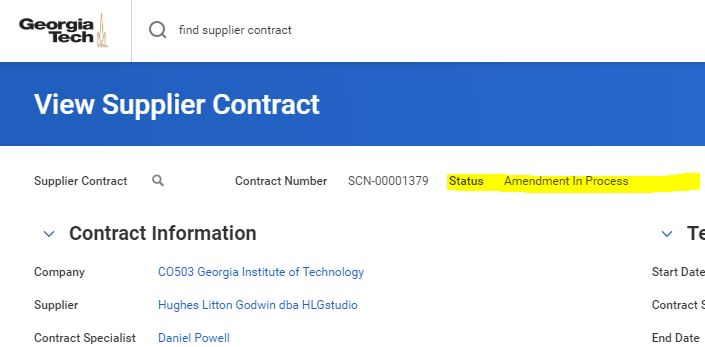 Georgia
Tech
find supplier contract
View Supplier Contract
Supplier Contract Contract Number SCN-00001379 Status Amendment In Process
Contract Information Te
Company CO503 Georgia Institute of Technology Start Date
Supplier Hughes Litton Godwin dba HLGstudio Contract S
Contract Specialist Daniel Powell End Date